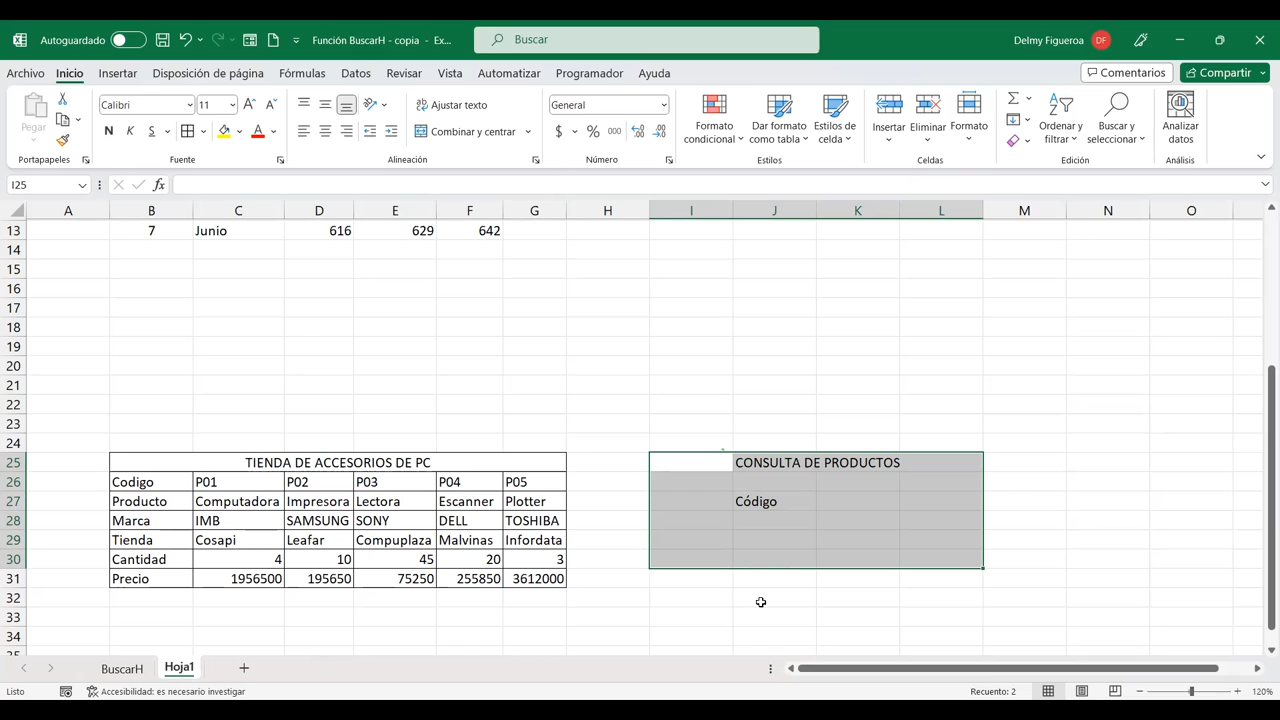 Autoguardado
Función BuscarH - copia - Ex...
Buscar
Delmy Figueroa DF
Archivo Inicio Insertar Disposición de página Fórmulas Datos Revisar Vista Automatizar Programador Ayuda
Comentarios Compartir
Pegar
Portapapeles
Calibri 11
N K S
Fuente
Ajustar texto
Combinar y centrar
Alineación
General
$ % 000
Número
Formato condicional
Dar formato como tabla
Estilos de celda
Estilos
Insertar Eliminar Formato
Celdas
Ordenar y filtrar
Buscar y seleccionar
Edición
Analizar datos
Análisis
I25 fx
A B C D E F G H I J K L M N O
13 7 Junio 616 629 642
14
15
16
17
18
19
20
21
22
23
24
25 TIENDA DE ACCESORIOS DE PC CONSULTA DE PRODUCTOS
26 Codigo P01 P02 P03 P04 P05
27 Producto Computadora Impresora Lectora Escanner Plotter Código
28 Marca IMB SAMSUNG SONY DELL TOSHIBA
29 Tienda Cosapi Leafar Compuplaza Malvinas Infordata
30 Cantidad 4 10 45 20 3
31 Precio 1956500 195650 75250 255850 3612000
32
33
34
BuscarH Hoja1
Listo Accesibilidad: es necesario investigar Recuento: 2 120%